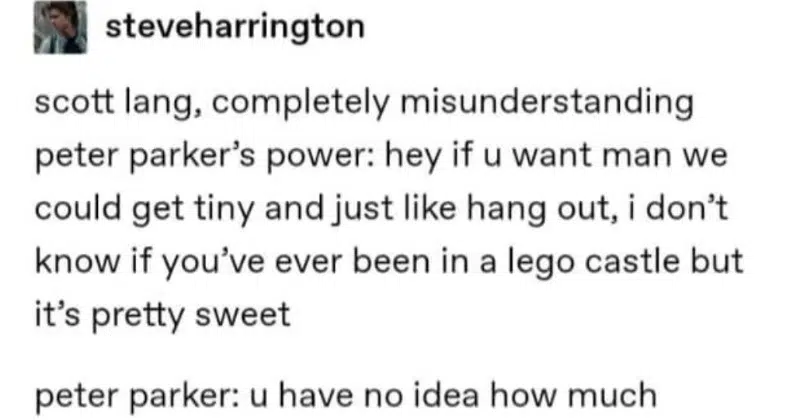 steveharrington
scott lang, completely misunderstanding
peter parker's power: hey if u want man we
could get tiny and just like hang out, i don't
know if you've ever been in a lego castle but
it's pretty sweet
peter parker: u have no idea how much